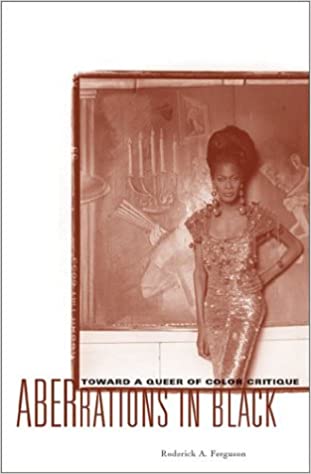 TOWARD A QUEER OF COLOR CRITIQUE
ABERRATIONS IN BLACK
Roderick A. Ferguson